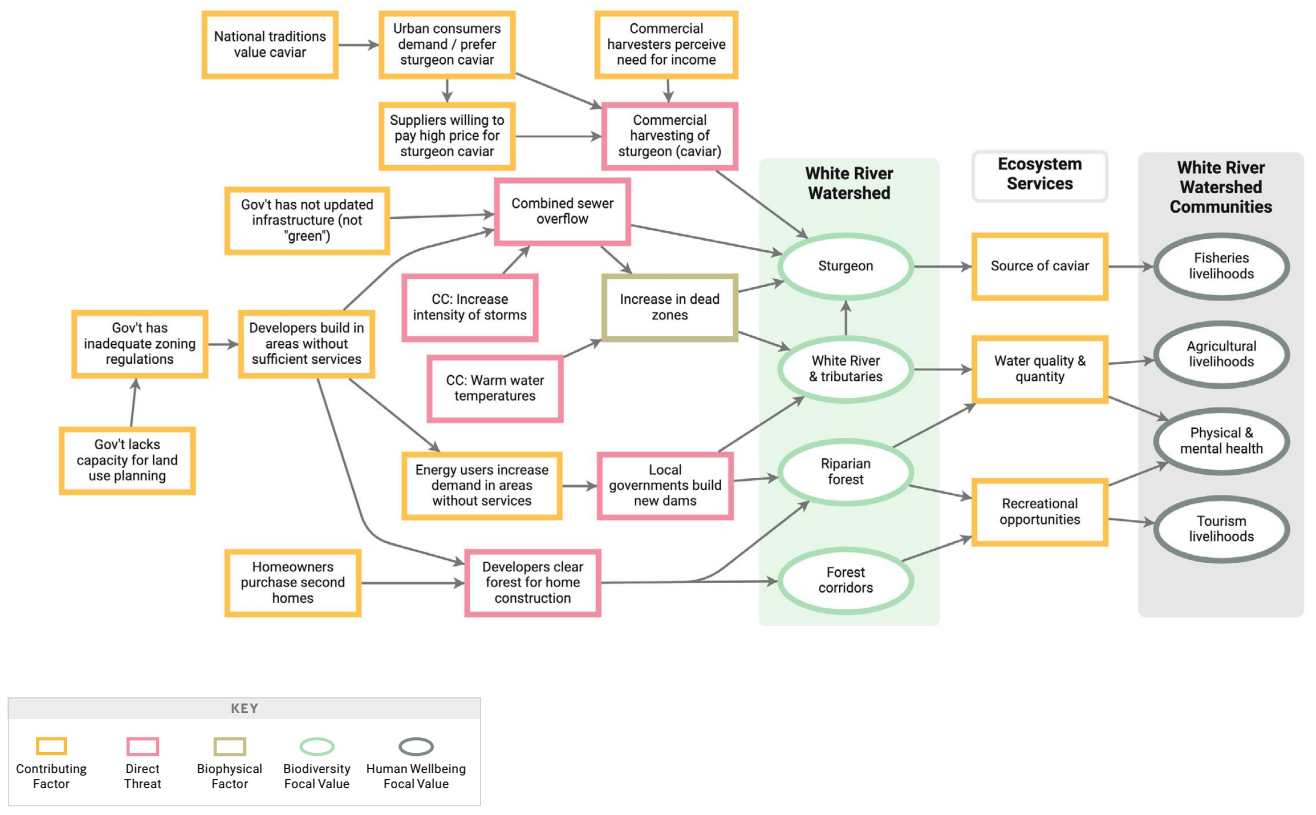 National traditions
value caviar
Urban consumers
demand / prefer
sturgeon caviar
Commercial
harvesters perceive
need for income
Suppliers willing to
pay high price for
sturgeon caviar
Commercial
harvesting of
sturgeon (caviar)
Gov't has not updated
infrastructure (not
"green")
Combined sewer
overflow
CC: Increase
intensity of storms
Increase in dead
zones
CC: Warm water
temperatures
Gov't has
inadequate zoning
regulations
Developers build in
areas without
sufficient services
Gov't lacks
capacity for land
use planning
Energy users increase
demand in areas
without services
Local
governments build
new dams
Homeowners
purchase second
homes
Developers clear
forest for home
construction
White River
Watershed
Sturgeon
White River
& tributaries
Riparian
forest
Forest
corridors
Ecosystem
Services
Source of caviar
Water quality &
quantity
Recreational
opportunities
White River
Watershed
Communities
Fisheries
livelihoods
Agricultural
livelihoods
Physical &
mental health
Tourism
livelihoods
KEY
Contributing
Factor
Direct
Threat
Biophysical
Factor
Biodiversity
Focal Value
Human Wellbeing
Focal Value